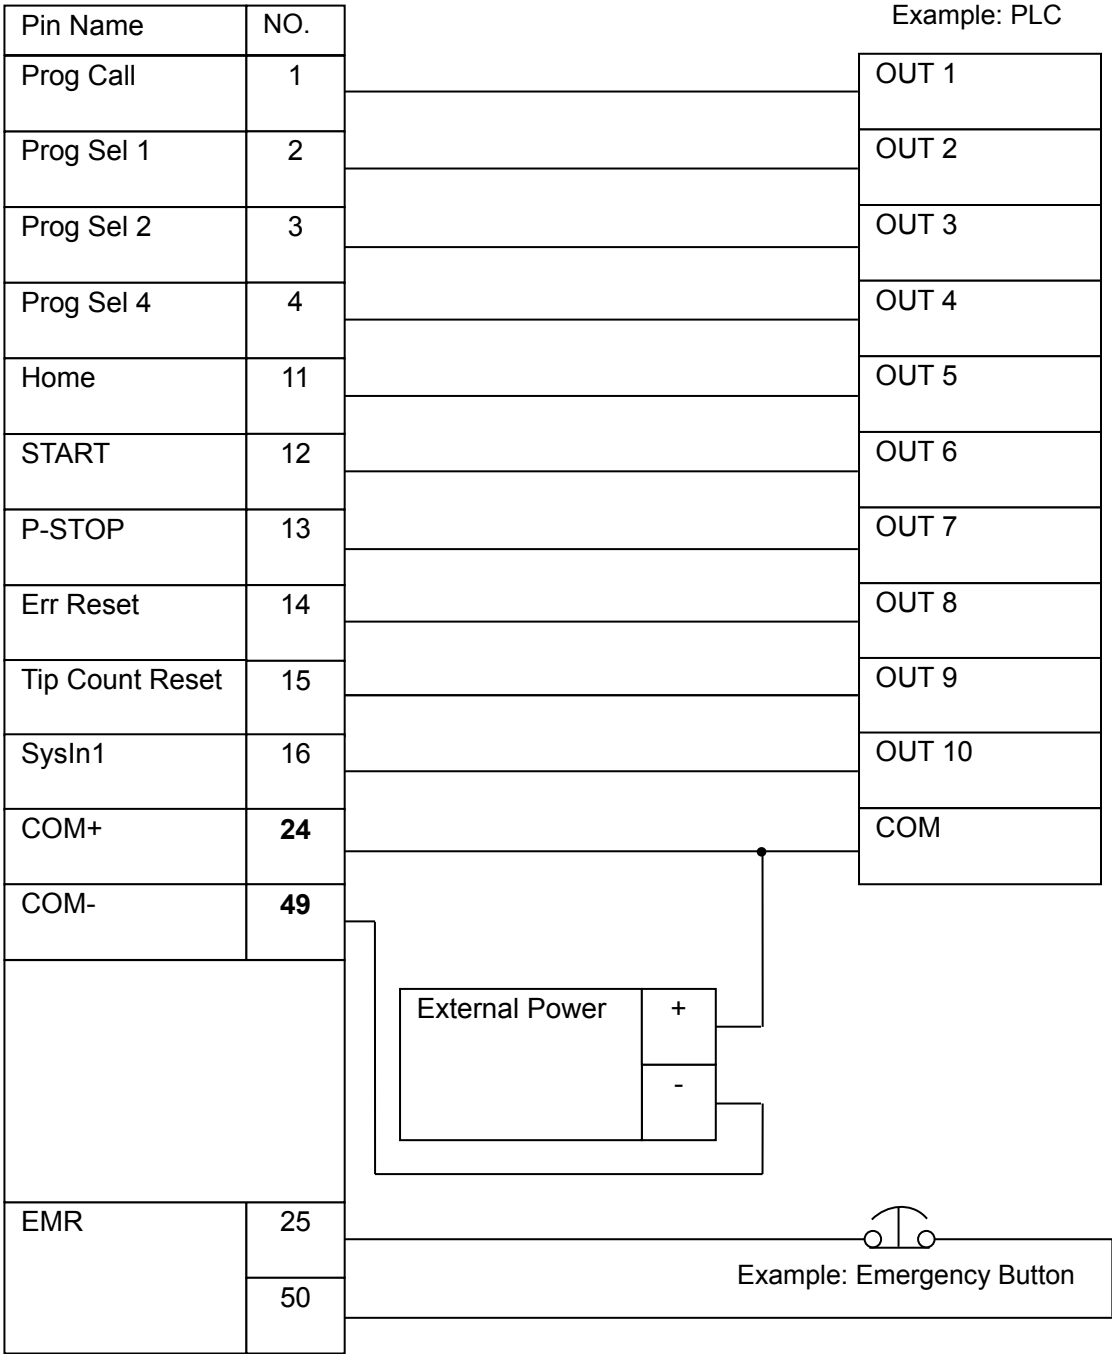 Example: PLC
Pin Name NO.
Prog Call 1 OUT 1
Prog Sel 1 2 OUT 2
Prog Sel 2 3 OUT 3
Prog Sel 4 4 OUT 4
Home 11 OUT 5
START 12 OUT 6
P-STOP 13 OUT 7
Err Reset 14 OUT 8
Tip Count Reset 15 OUT 9
SysIn1 16 OUT 10
COM+ 24 COM
COM- 49
External Power +
-
EMR 25
Example: Emergency Button
50